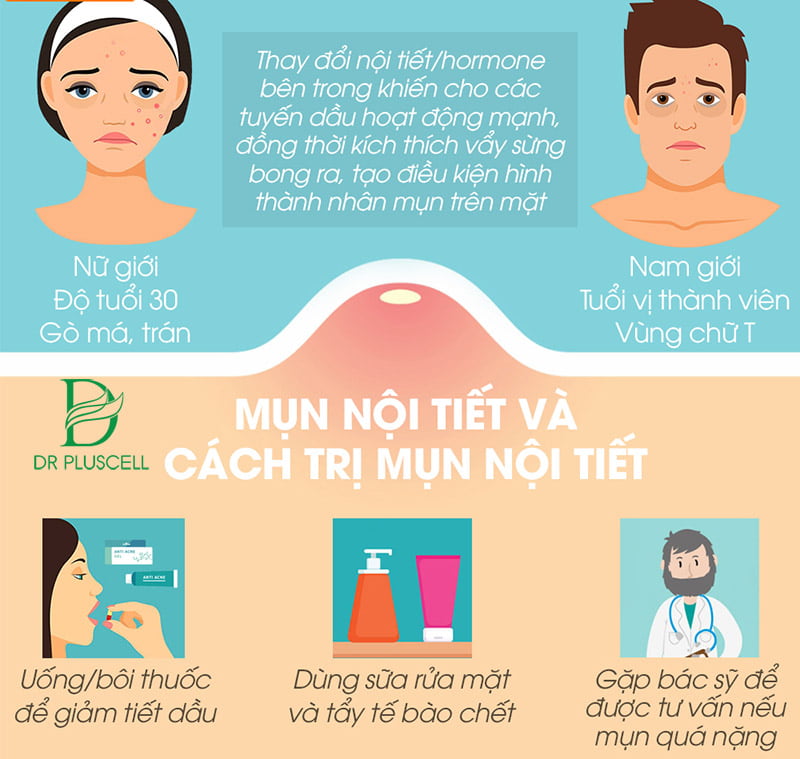 Thay đổi nội tiết/hormone
bên trong khiến cho các
tuyến dầu hoạt động mạnh,
đồng thời kích thích vẩy sừng
bong ra, tạo điều kiện hình
thành nhân mụn trên mặt
Nữ giới
Độ tuổi 30
Gò má, trán
Nam giới
Tuổi vị thành viên
Vùng chữ T
DR PLUSCELL
MỤN NỘI TIẾT VÀ
CÁCH TRỊ MỤN NỘI TIẾT
ANTI ACNE
GEL
ANTI ACNE
Uống/bôi thuốc
để giảm tiết dầu
Dùng sữa rửa mặt
và tẩy tế bào chết
Gặp bác sỹ để
được tư vấn nếu
mụn quá nặng